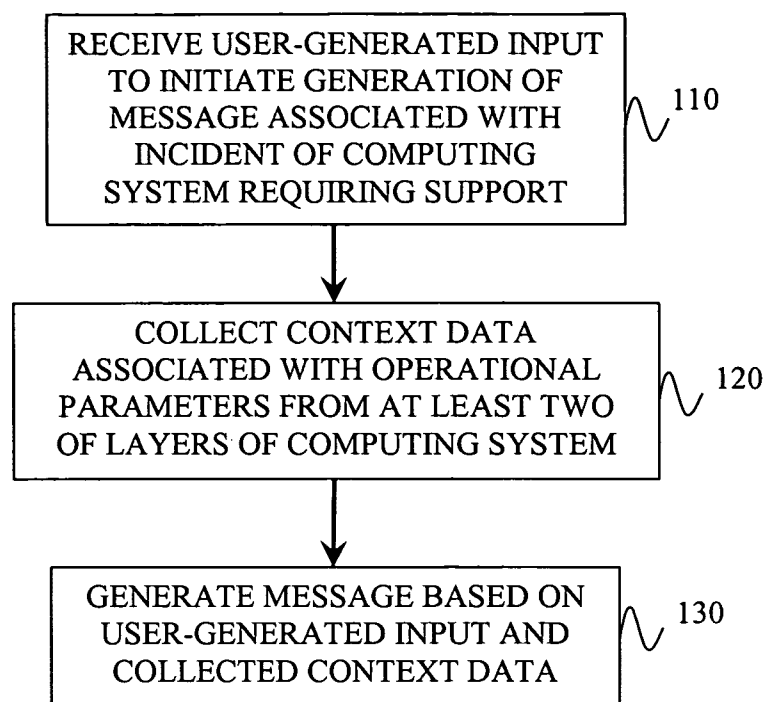 RECEIVE USER-GENERATED INPUT
TO INITIATE GENERATION OF
MESSAGE ASSOCIATED WITH
INCIDENT OF COMPUTING
SYSTEM REQUIRING SUPPORT
110
COLLECT CONTEXT DATA
ASSOCIATED WITH OPERATIONAL
PARAMETERS FROM AT LEAST TWO
OF LAYERS OF COMPUTING SYSTEM
120
GENERATE MESSAGE BASED ON
USER-GENERATED INPUT AND
COLLECTED CONTEXT DATA
130